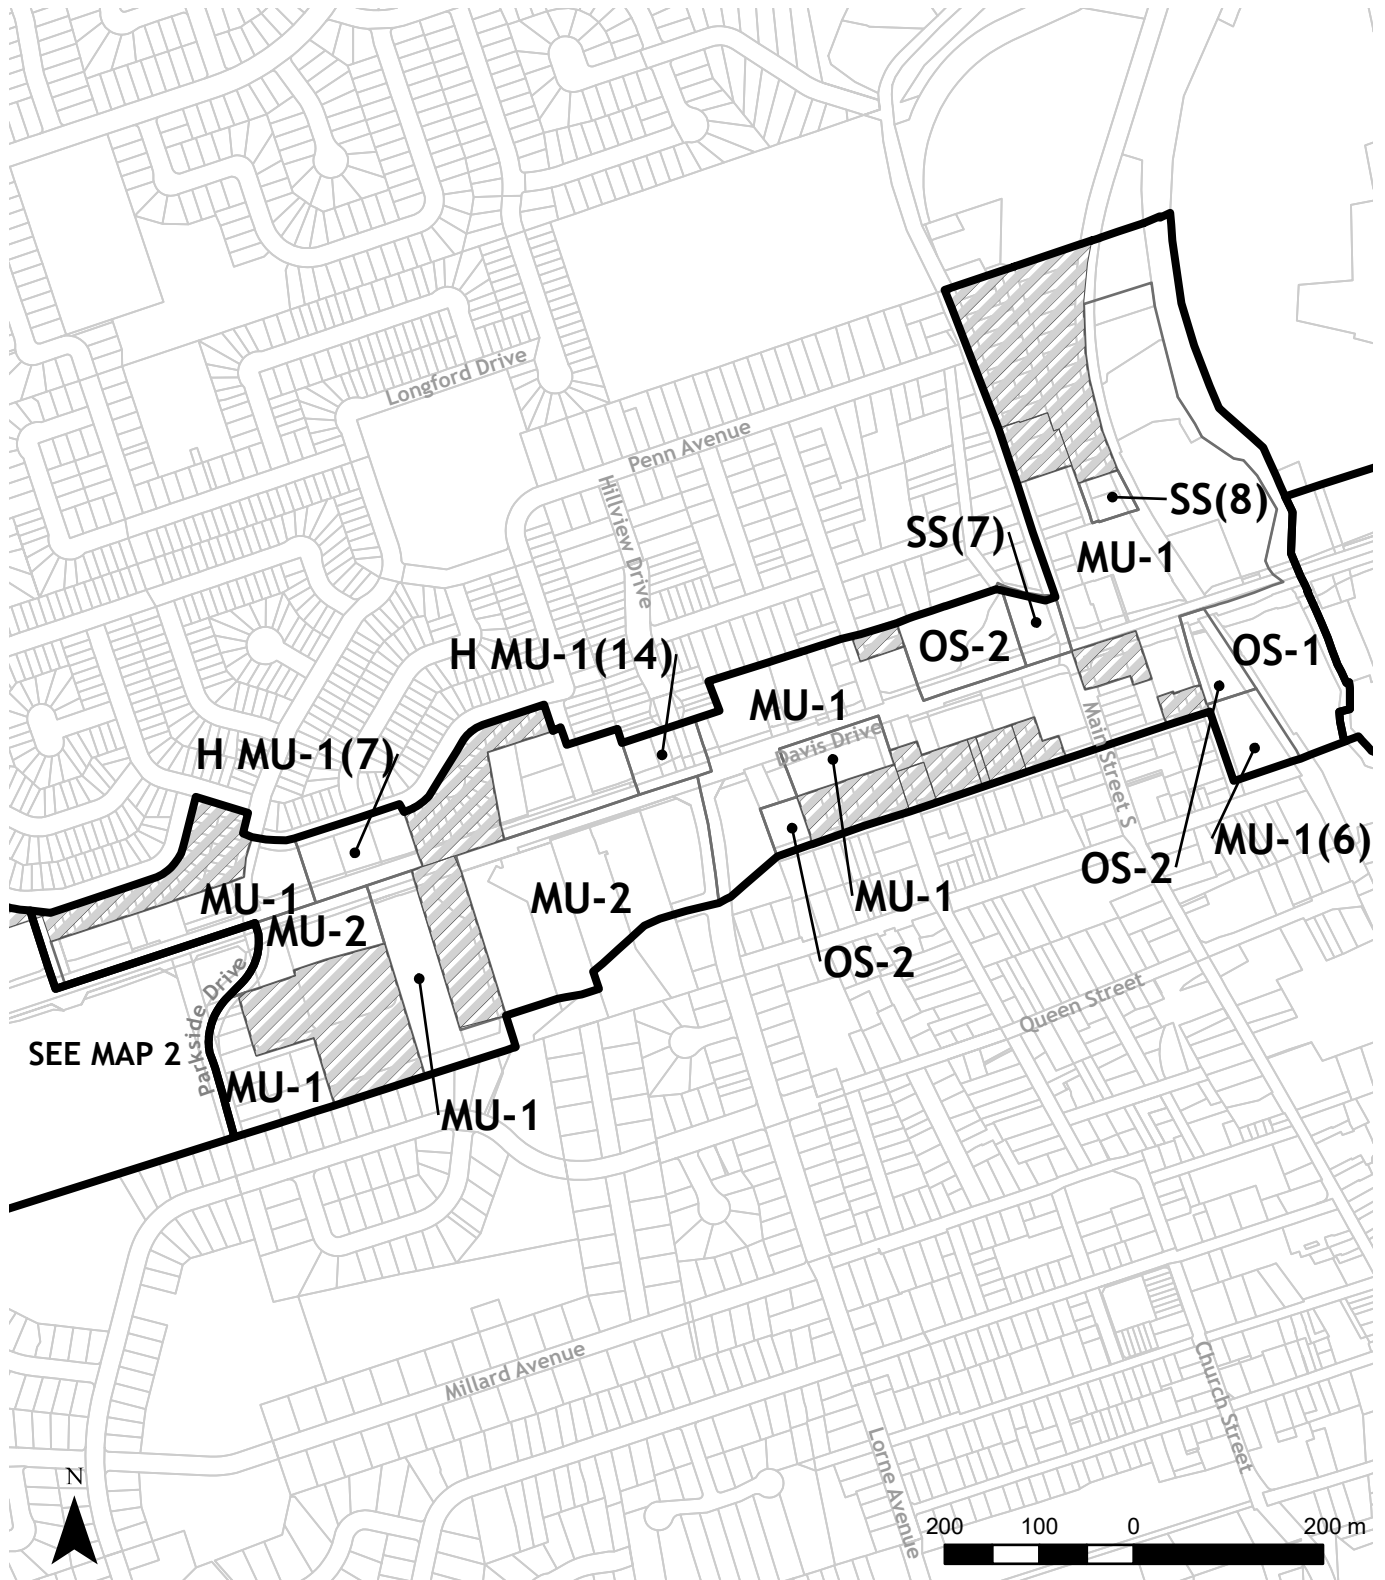 Longford Drive
Penn Avenue
Hillview Drive
SS(8)
SS(7)
MU-1
OS-2
OS-1
H MU-1(14)
MU-1
Davis Drive
Main Street S
H MU-1(7)
MU-1(6)
OS-2
MU-1
MU-2
MU-1
MU-2
OS-2
Parkside Drive
Queen Street
SEE MAP 2
MU-1
MU-1
Millard Avenue
Church Street
Lorne Avenue
N
200 100 0 200 m